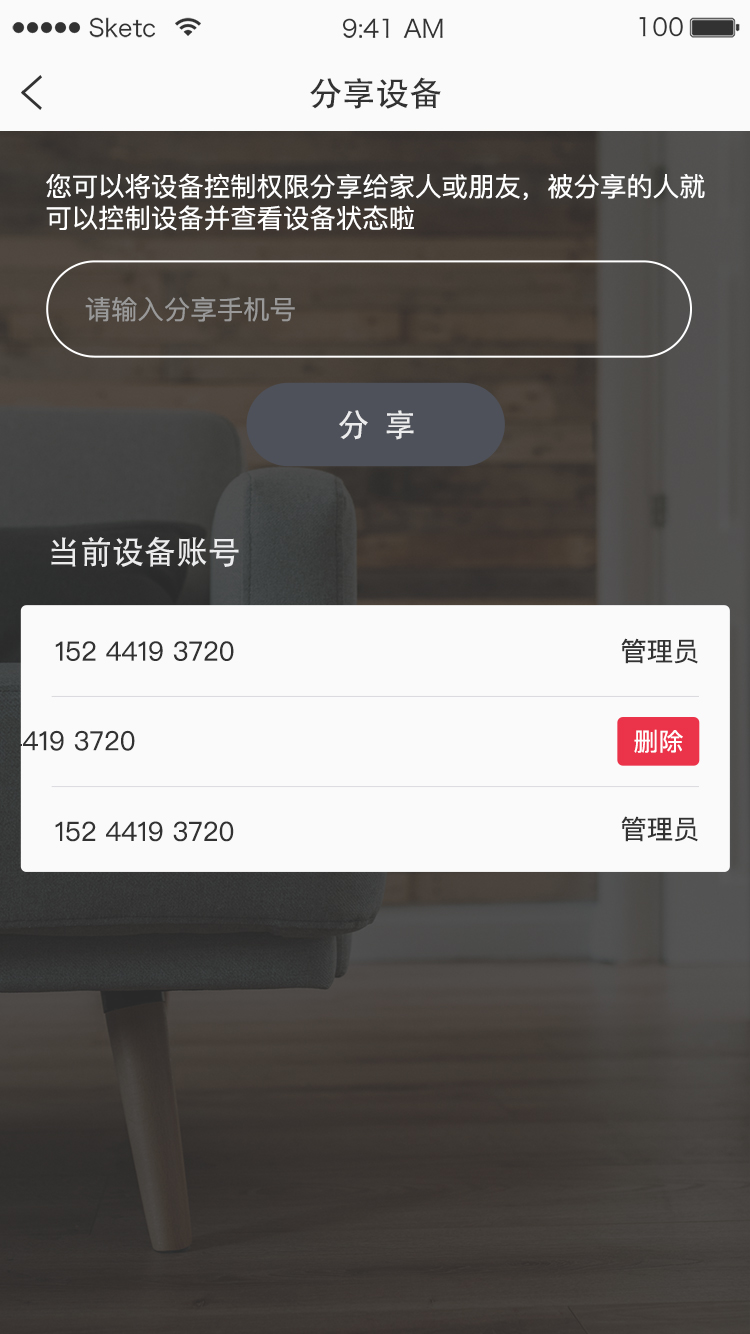 Sketc
9:41 AM
100
分享设备
您可以将设备控制权限分享给家人或朋友，被分享的人就
可以控制设备并查看设备状态啦
请输入分享手机号
分 享
当前设备账号
152 4419 3720 管理员
419 3720 删除
152 4419 3720 管理员